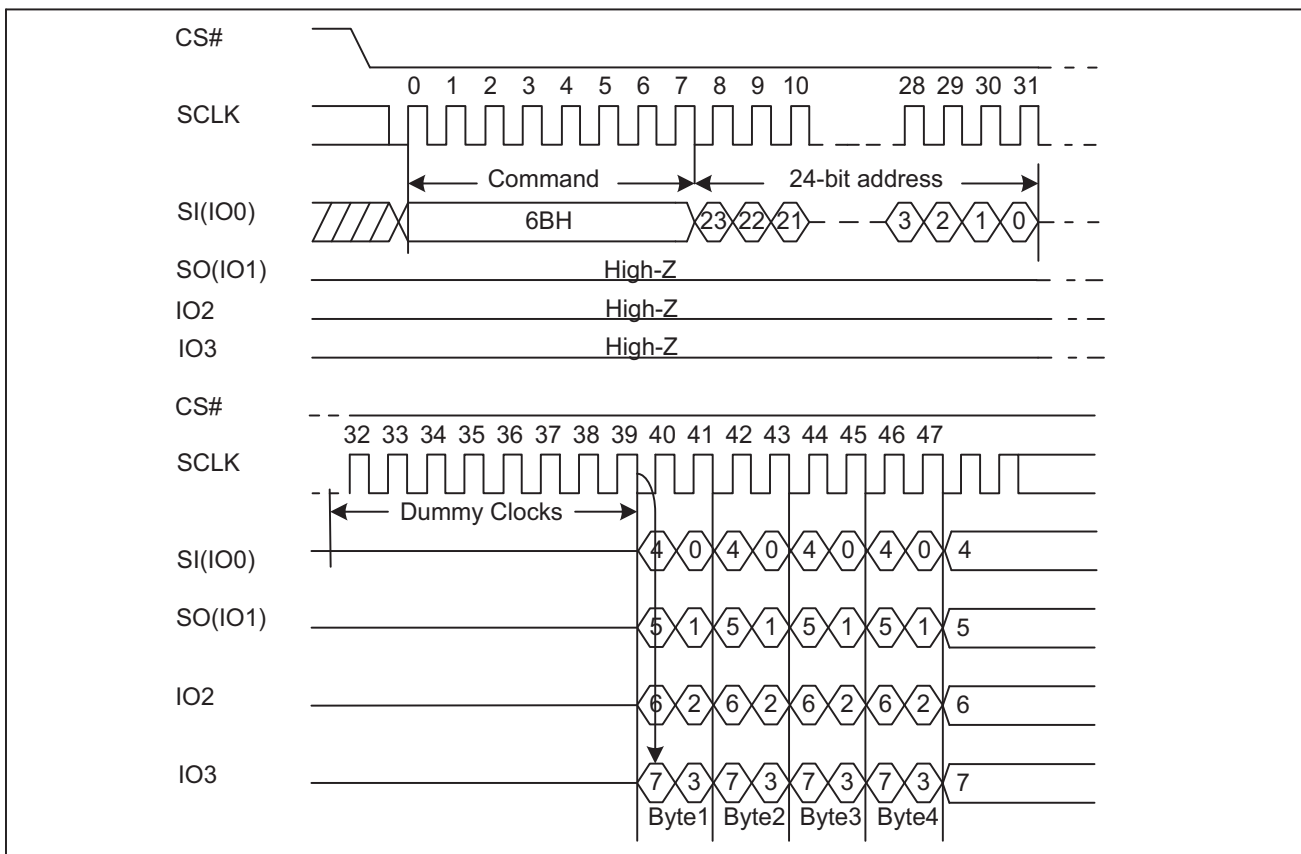 CS#
0 1 2 3 4 5 6 7 8 9 10 28 29 30 31
SCLK
Command 24-bit address
SI(IO0) 6BH 23 22 21 3 2 1 0
SO(IO1) High-Z
IO2 High-Z
IO3 High-Z
CS#
32 33 34 35 36 37 38 39 40 41 42 43 44 45 46 47
SCLK
Dummy Clocks
SI(IO0) 4 0 4 0 4 0 4 0 4
SO(IO1) 5 1 5 1 5 1 5 1 5
IO2 6 2 6 2 6 2 6 2 6
IO3 7 3 7 3 7 3 7 3 7
Byte1 Byte2 Byte3 Byte4